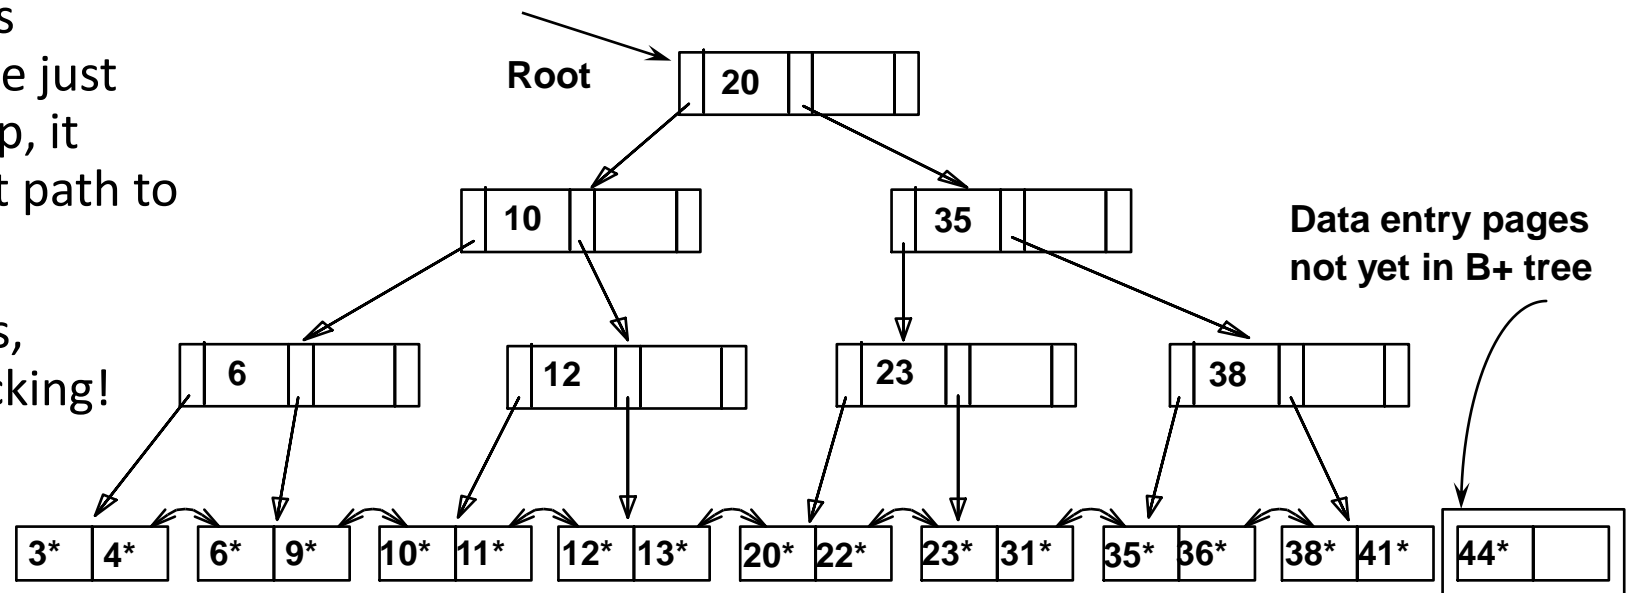 s
e just
p, it
t path to
s,
cking!
Root
20
10
35
Data entry pages
not yet in B+ tree
6
12
23
38
3* 4* 6* 9* 10* 11* 12* 13* 20* 22* 23* 31* 35* 36* 38* 41* 44*